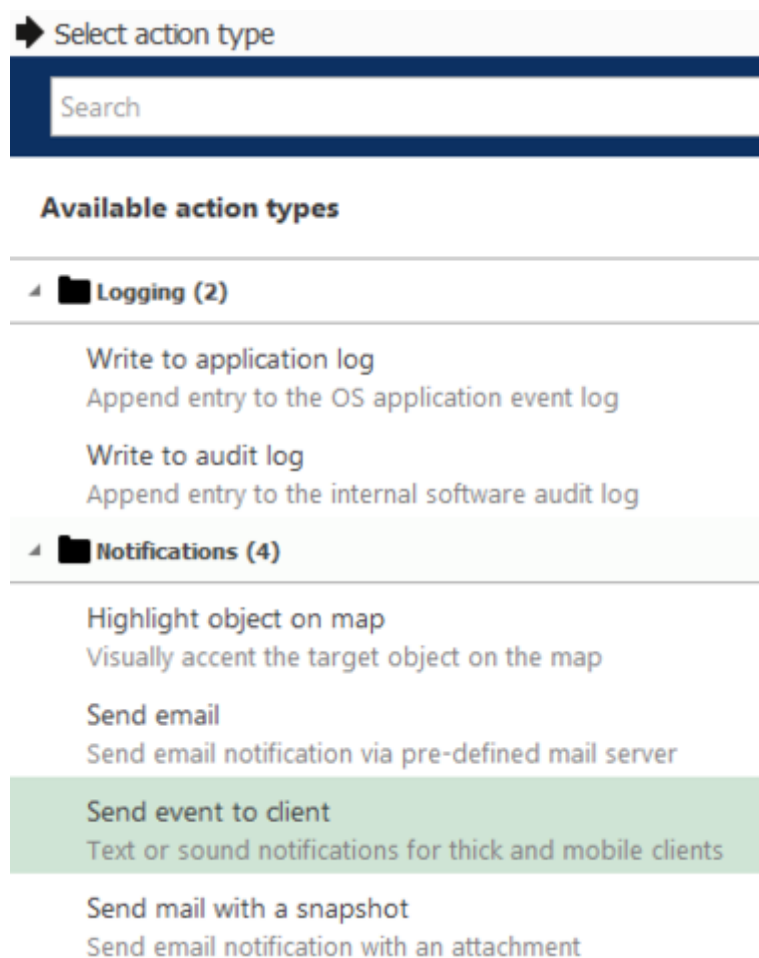 Select action type
Search
Available action types
Logging (2)
Write to application log
Append entry to the OS application event log
Write to audit log
Append entry to the internal software audit log
Notifications (4)
Highlight object on map
Visually accent the target object on the map
Send email
Send email notification via pre-defined mail server
Send event to client
Text or sound notifications for thick and mobile clients
Send mail with a snapshot
Send email notification with an attachment